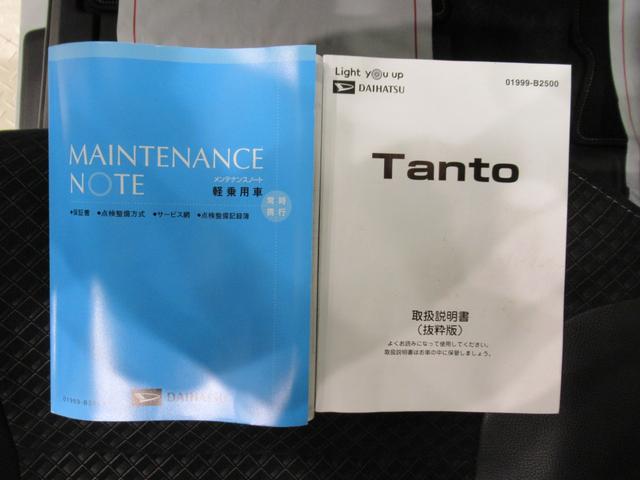 MAINTENANCE
NOTE
メンテナンスノート
軽乗用車
常時
携行
●保証書 ●点検整備方式 ●サービス網 ●点検整備記録簿
DAIHATSU
Light you up
DAIHATSU
01999-B2500
Tanto
取扱説明書
(抜粋版)
よくお読みになって使用してください。
取扱説明書はお車の中に保管しましょう。